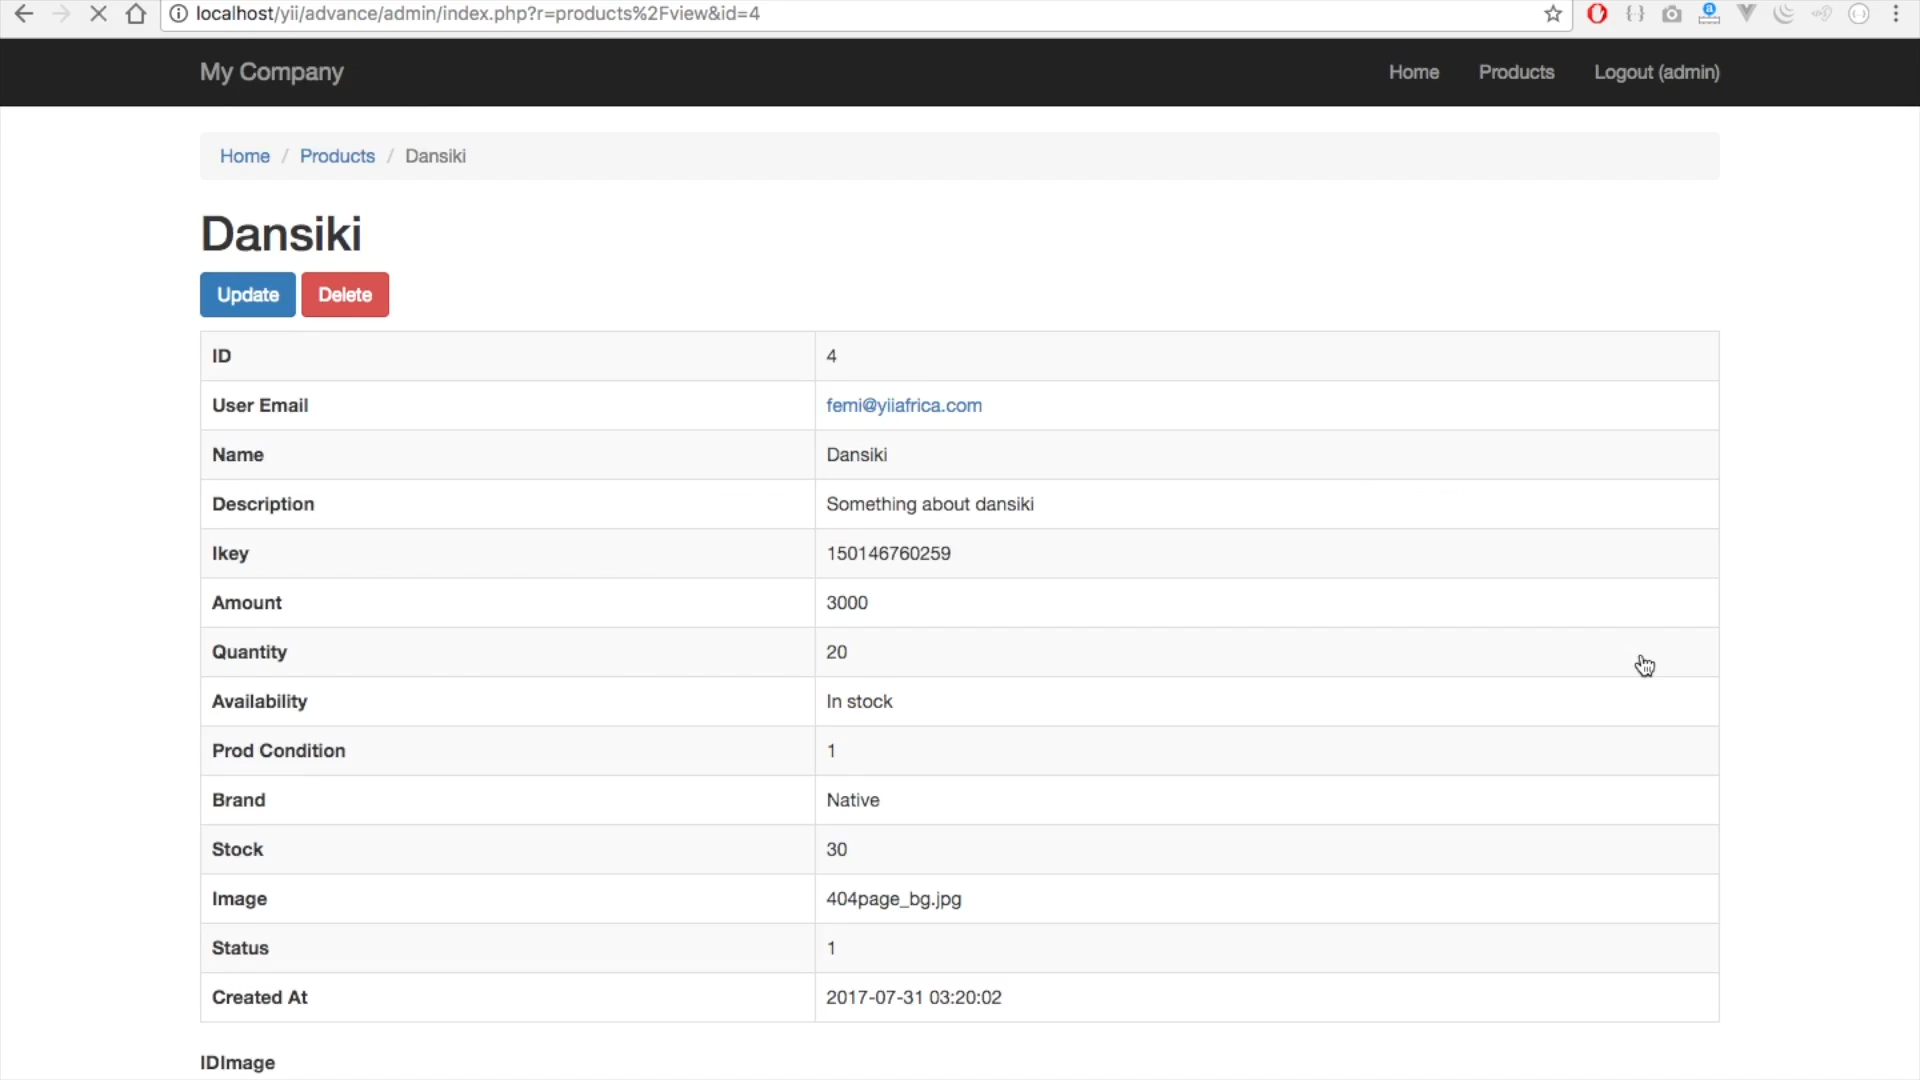 localhost/yii/advance/admin/index.php?r=products%2Fview&id=4
My Company Home Products Logout (admin)
Home / Products / Dansiki
Dansiki
Update Delete
ID 4
User Email femi@yiiafrica.com
Name Dansiki
Description Something about dansiki
Ikey 150146760259
Amount 3000
Quantity 20
Availability In stock
Prod Condition 1
Brand Native
Stock 30
Image 404page_bg.jpg
Status 1
Created At 2017-07-31 03:20:02
IDImage